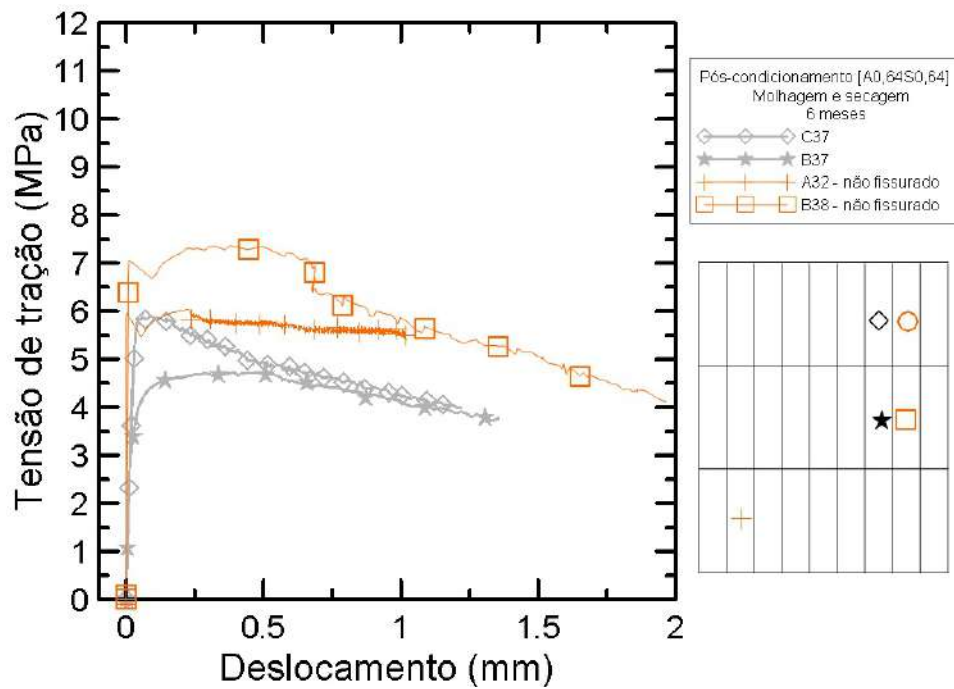 12
11
10
9
8
7
6
5
4
3
2
1
0
Tensão de tração (MPa)
0
0.5
1
1.5
2
Deslocamento (mm)
Pós-condicionamento [A0,64S0,64]
Molhagem e secagem
6 meses
C37
B37
A32 - não fissurado
B38 - não fissurado